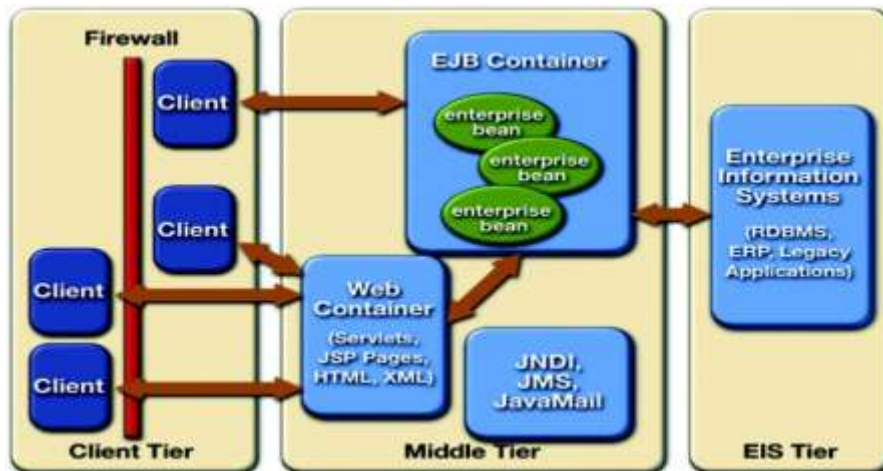 Firewall
Client
Client
Client
Client
Client Tier
EJB Container
enterprise
bean
enterprise
bean
enterprise
bean
Web
Container
(Servlets,
JSP Pages,
HTML, XML)
JNDI,
JMS,
JavaMail
Middle Tier
Enterprise
Information
Systems
(RDBMS,
ERP, Legacy
Applications)
EIS Tier